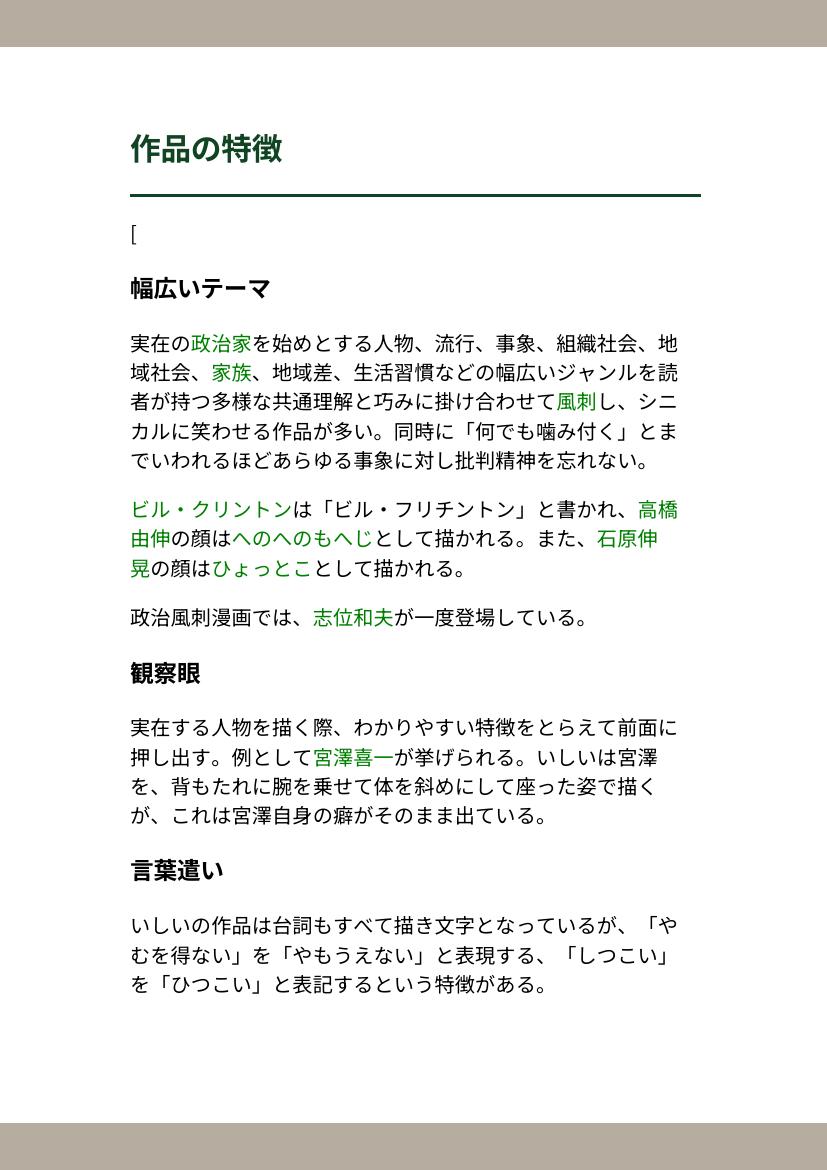 作品の特徴
[
幅広いテーマ
実在の政治家を始めとする人物、流行、事象、組織社会、地
域社会、家族、地域差、生活習慣などの幅広いジャンルを読
者が持つ多様な共通理解と巧みに掛け合わせて風刺し、シニ
カルに笑わせる作品が多い。同時に「何でも噛み付く」とま
でいわれるほどあらゆる事象に対し批判精神を忘れない。
ビル・クリントンは「ビル・フリチントン」と書かれ、高橋
由伸の顔はへのへのもへじとして描かれる。また、石原伸
晃の顔はひょっとことして描かれる。
政治風刺漫画では、志位和夫が一度登場している。
観察眼
実在する人物を描く際、わかりやすい特徴をとらえて前面に
押し出す。例として宮澤喜一が挙げられる。いしいは宮澤
を、背もたれに腕を乗せて体を斜めにして座った姿で描く
が、これは宮澤自身の癖がそのまま出ている。
言葉遣い
いしいの作品は台詞もすべて描き文字となっているが、「や
むを得ない」を「やもうえない」と表現する、「しつこい」
を「ひつこい」と表記するという特徴がある。